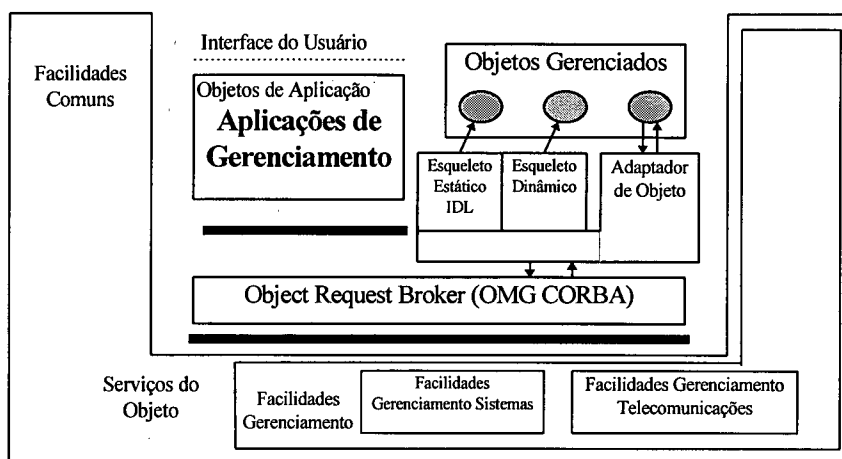 Interface do Usuário
Facilidades
Comuns
Objetos de Aplicação
Aplicações de
Gerenciamento
Objetos Gerenciados
Esqueleto
Estático
IDL
Esqueleto
Dinâmico
Adaptador
de Objeto
Object Request Broker (OMG CORBA)
Serviços do
Objeto
Facilidades
Gerenciamento
Facilidades
Gerenciamento Sistemas
Facilidades Gerenciamento
Telecomunicações